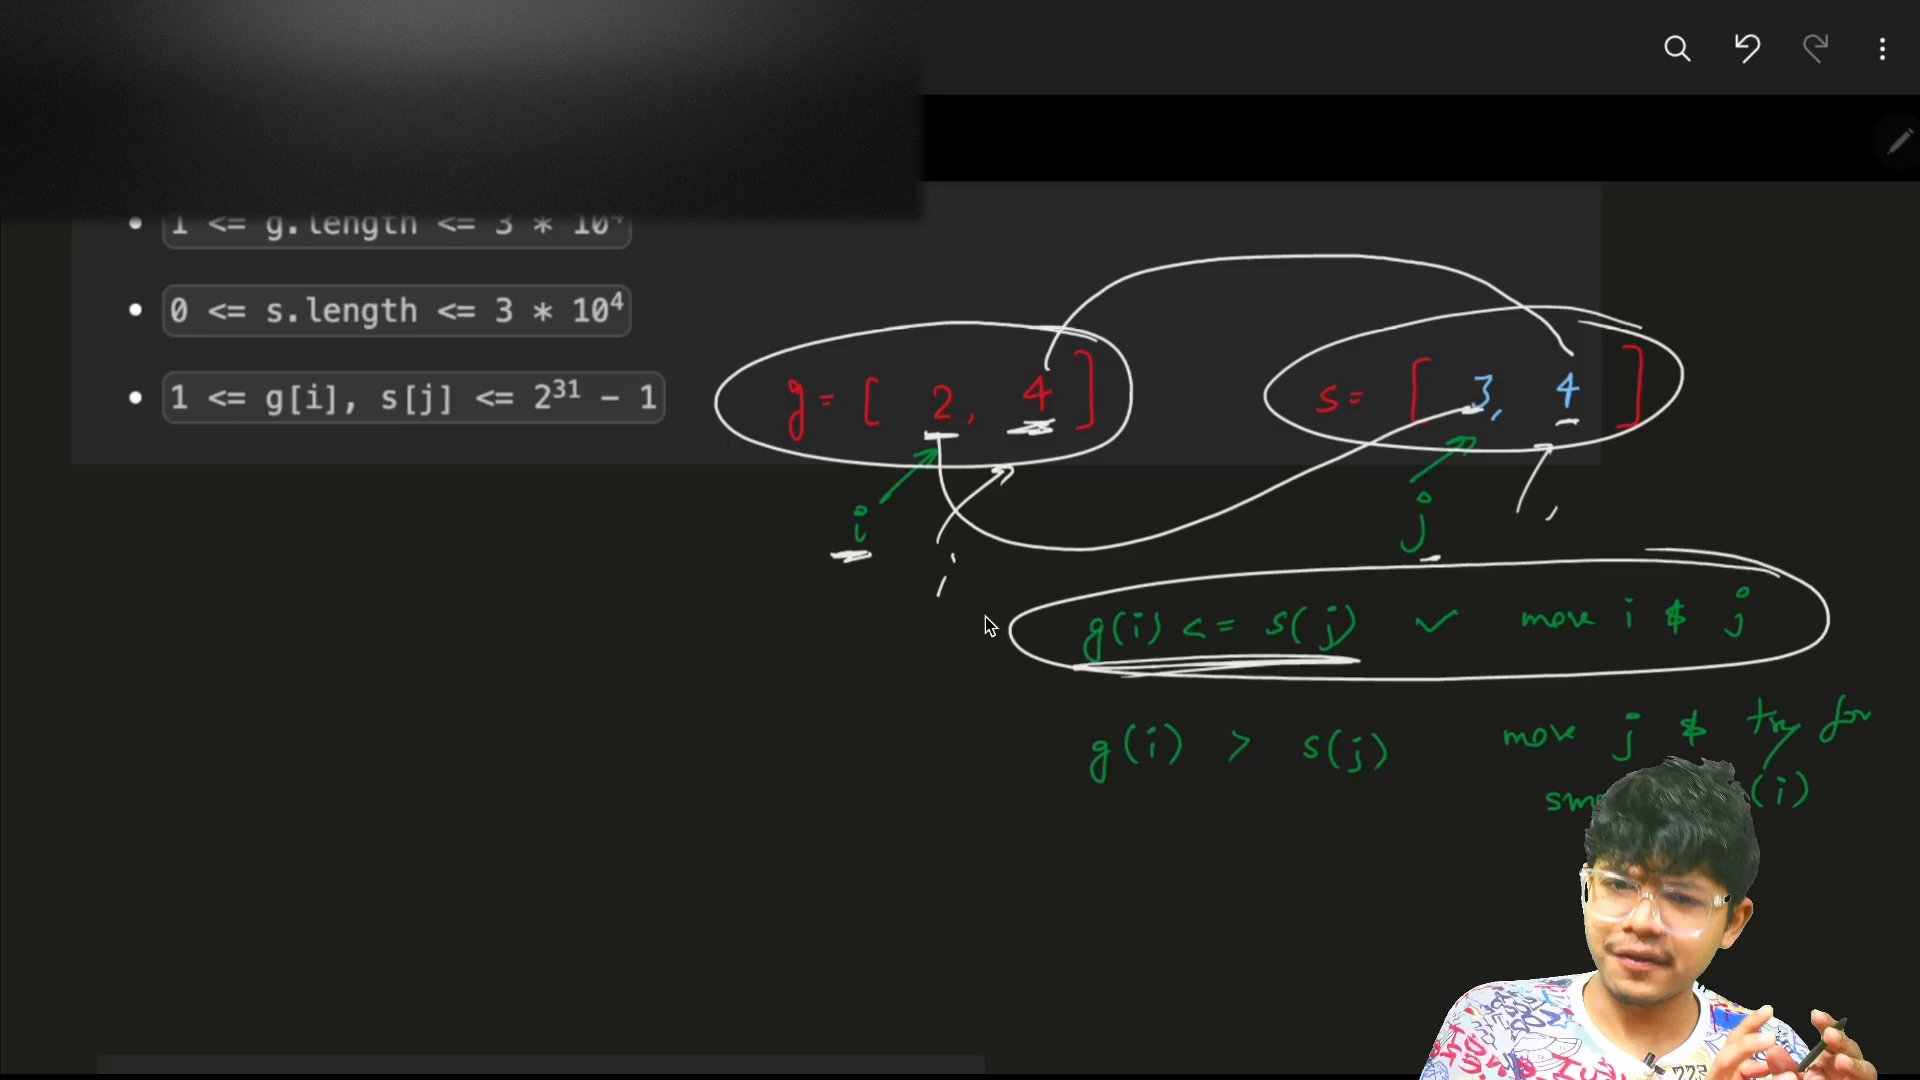 • 1 <= g.length <= 3 * 10⁴
• 0 <= s.length <= 3 * 10⁴
• 1 <= g[i], s[j] <= 2³¹ - 1
g = [ 2, 4 ] s = [ 3, 4 ]
i j
i
g(i) <= s(j) ✓ move i & j
g(i) > s(j) move j & try for
(i)